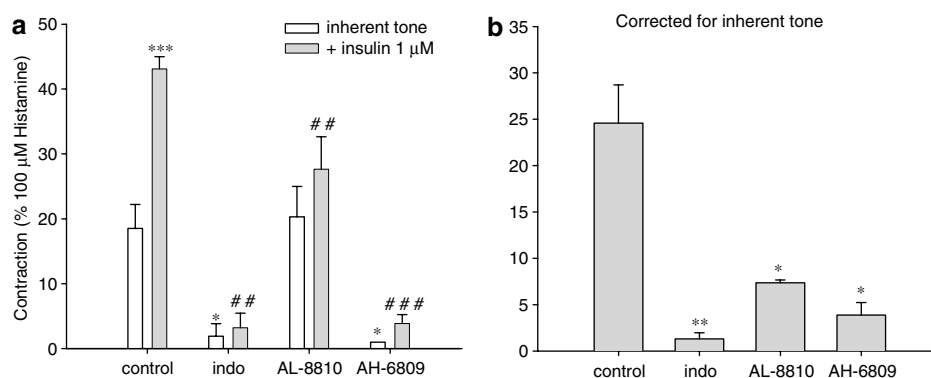 a
inherent tone
+ insulin 1 μM
Contraction (% 100 μM Histamine)
50
40
30
20
10
0
***
*
# #
# #
*
# # #
control
indo
AL-8810
AH-6809
b
Corrected for inherent tone
35
30
25
20
15
10
5
0
**
*
*
control
indo
AL-8810
AH-6809